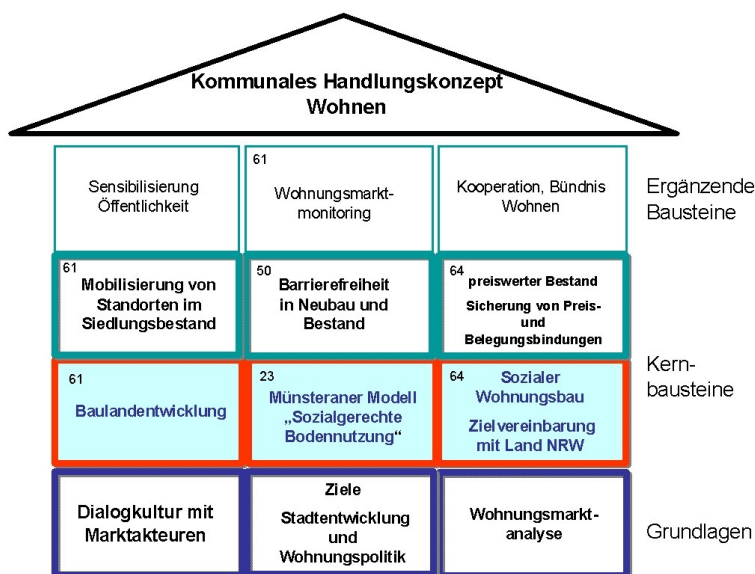 Kommunales Handlungskonzept
Wohnen
Sensibilisierung
Öffentlichkeit
61
Wohnungsmarkt-
monitoring
Kooperation, Bündnis
Wohnen
Ergänzende
Bausteine
61
Mobilisierung von
Standorten im
Siedlungsbestand
50
Barrierefreiheit
in Neubau und
Bestand
64
preiswerter Bestand
Sicherung von Preis-
und
Belegungsbindungen
Kern-
bausteine
61
Baulandentwicklung
23
Münsteraner Modell
„Sozialgerechte
Bodennutzung“
64
Sozialer
Wohnungsbau
Zielvereinbarung
mit Land NRW
Dialogkultur mit
Marktakteuren
Ziele
Stadtentwicklung
und
Wohnungspolitik
Wohnungsmarkt-
analyse
Grundlagen